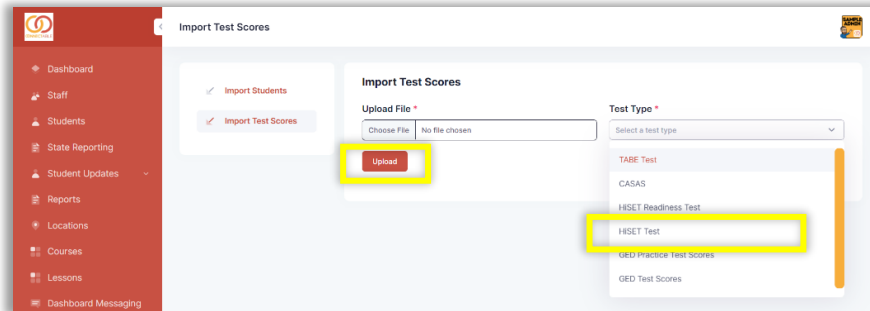 Import Test Scores
SAMPLE
ADMIN
Dashboard
Staff
Students
State Reporting
Student Updates
Reports
Locations
Courses
Lessons
Dashboard Messaging
Import Students
Import Test Scores
Import Test Scores
Upload File *
Choose File No file chosen
Upload
Test Type *
Select a test type
TABE Test
CASAS
HiSET Readiness Test
HiSET Test
GED Practice Test Scores
GED Test Scores